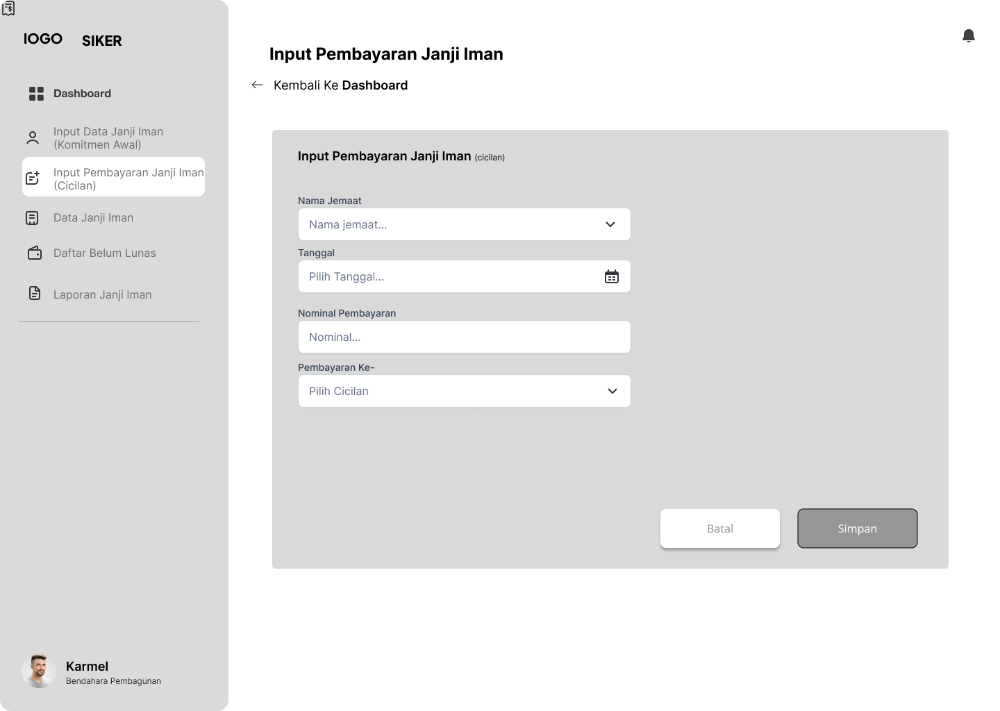 lOGO
SIKER
Dashboard
Input Data Janji Iman
(Komitmen Awal)
Input Pembayaran Janji Iman
(Cicilan)
Data Janji Iman
Daftar Belum Lunas
Laporan Janji Iman
Karmel
Bendahara Pembagunan
Input Pembayaran Janji Iman
Kembali Ke Dashboard
Input Pembayaran Janji Iman (cicilan)
Nama Jemaat
Nama jemaat...
Tanggal
Pilih Tanggal...
Nominal Pembayaran
Nominal...
Pembayaran Ke-
Pilih Cicilan
Batal
Simpan